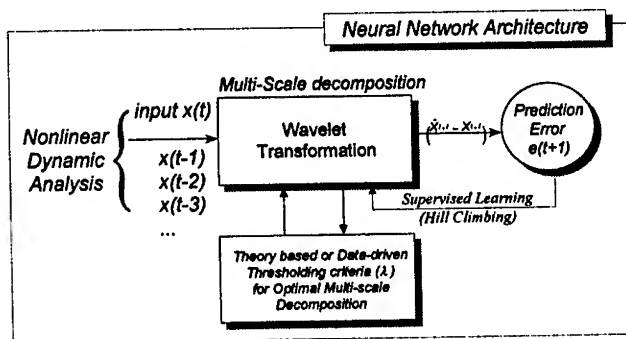 Neural Network Architecture
Multi-Scale decomposition
input x(t)
x(t-1)
x(t-2)
x(t-3)
...
Nonlinear
Dynamic
Analysis
Wavelet
Transformation
Prediction
Error
e(t+1)
Supervised Learning
(Hill Climbing)
Theory based or Data-driven
Thresholding criteria (λ)
for Optimal Multi-scale
Decomposition